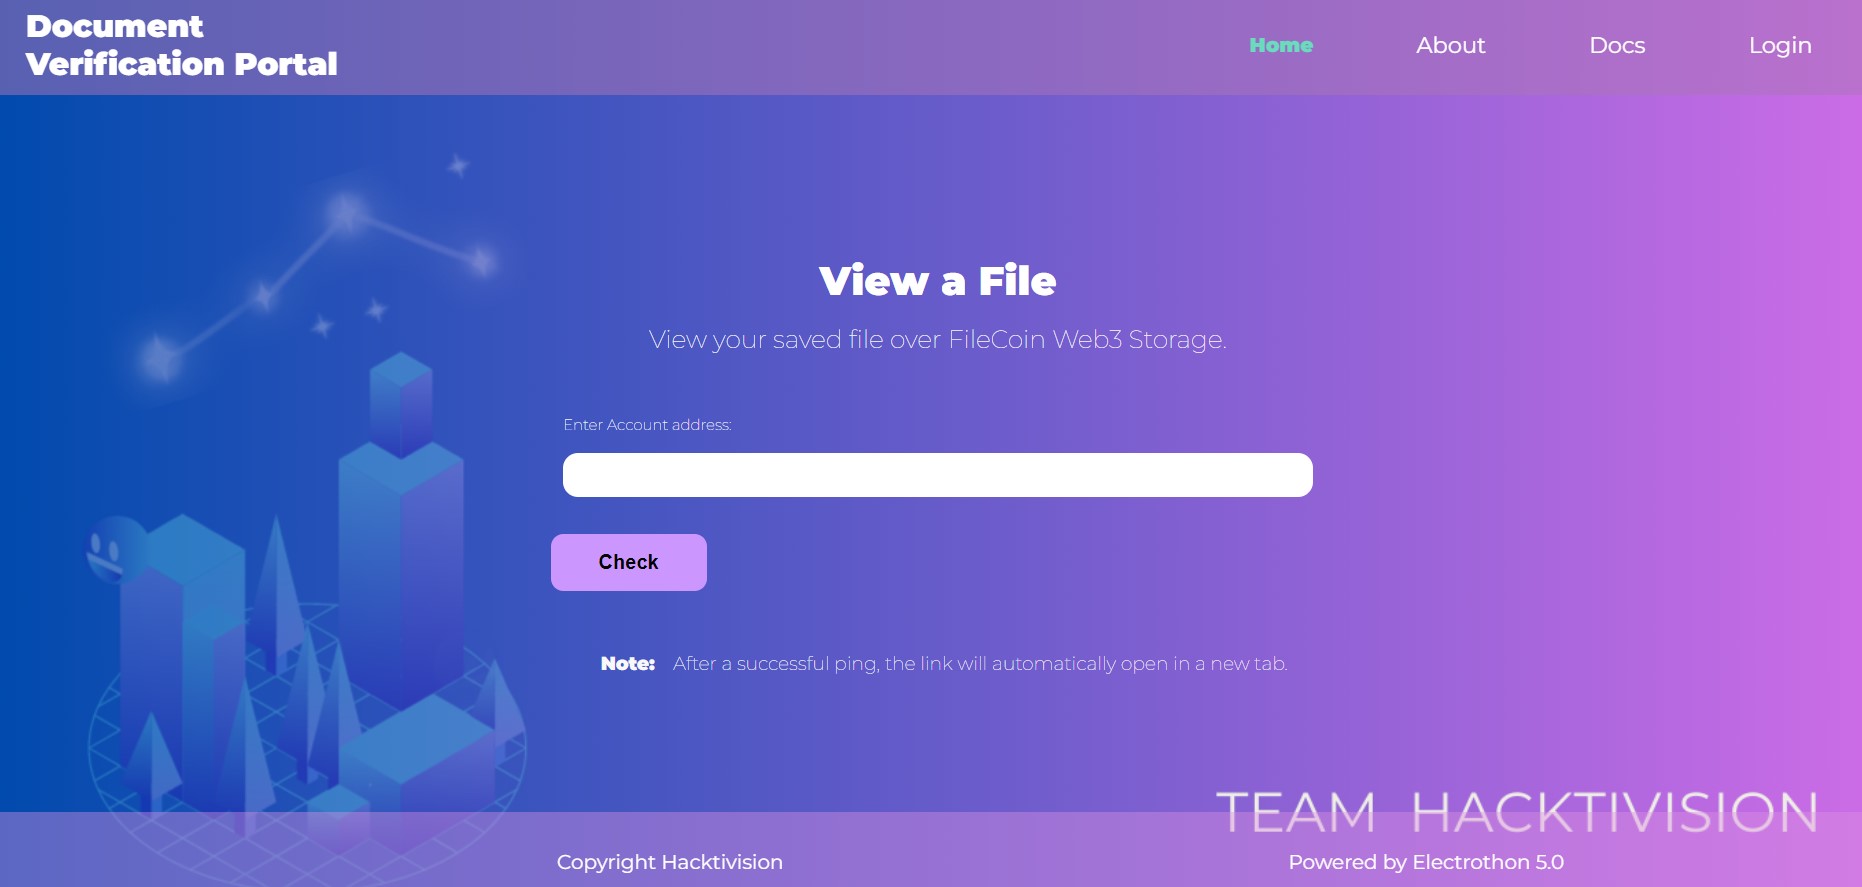 Document
Verification Portal
Home
About
Docs
Login
View a File
View your saved file over FileCoin Web3 Storage.
Enter Account address:
Check
Note: After a successful ping, the link will automatically open in a new tab.
TEAM HACKTIVISION
Copyright Hacktivision
Powered by Electrothon 5.0